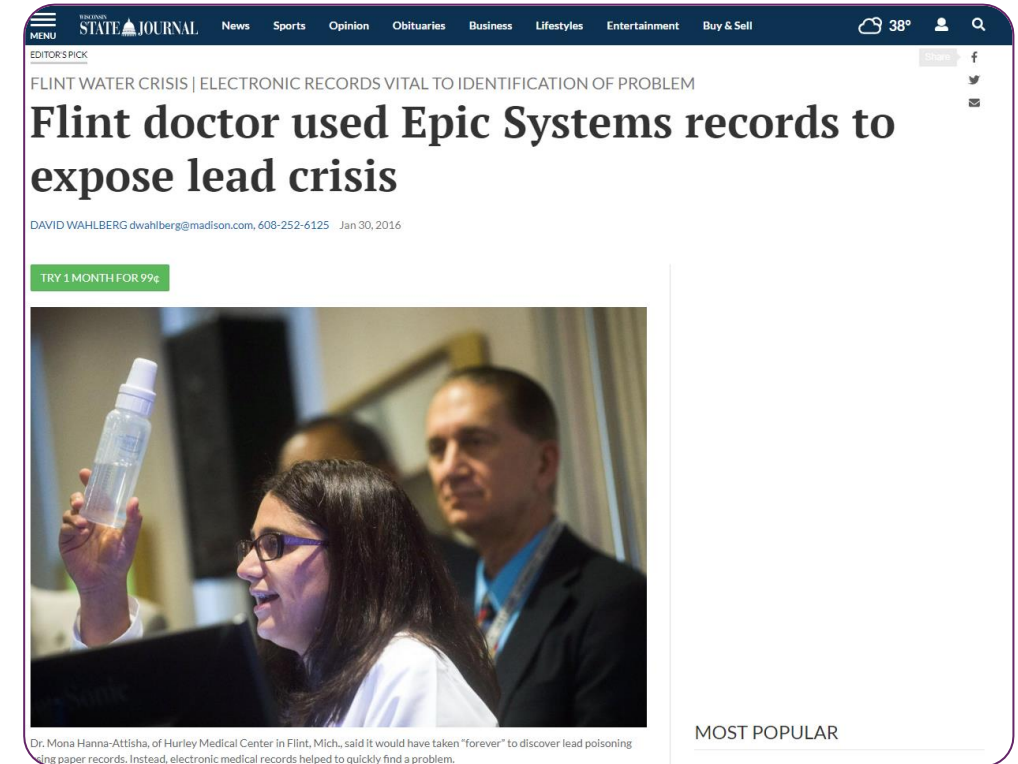 MENU
WISCONSIN
STATE JOURNAL
News Sports Opinion Obituaries Business Lifestyles Entertainment Buy & Sell
38°
EDITOR'S PICK
Share
FLINT WATER CRISIS | ELECTRONIC RECORDS VITAL TO IDENTIFICATION OF PROBLEM
Flint doctor used Epic Systems records to
expose lead crisis
DAVID WAHLBERG dwahlberg@madison.com, 608-252-6125 Jan 30, 2016
TRY 1 MONTH FOR 99¢
Dr. Mona Hanna-Attisha, of Hurley Medical Center in Flint, Mich., said it would have taken "forever" to discover lead poisoning
using paper records. Instead, electronic medical records helped to quickly find a problem.
MOST POPULAR